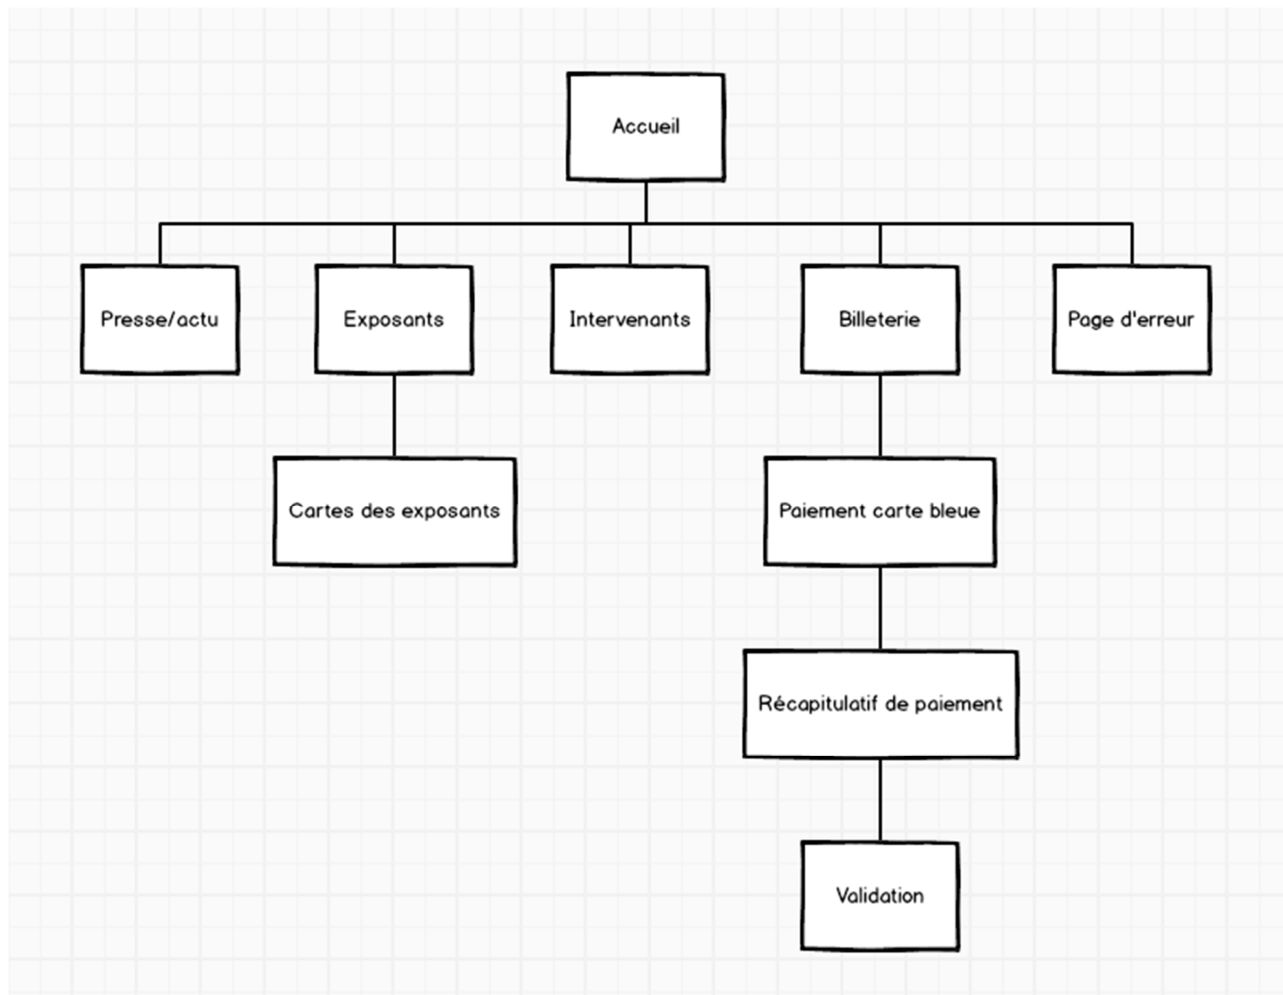 Accueil
Presse/actu
Exposants
Intervenants
Billeterie
Page d'erreur
Cartes des exposants
Paiement carte bleue
Récapitulatif de paiement
Validation